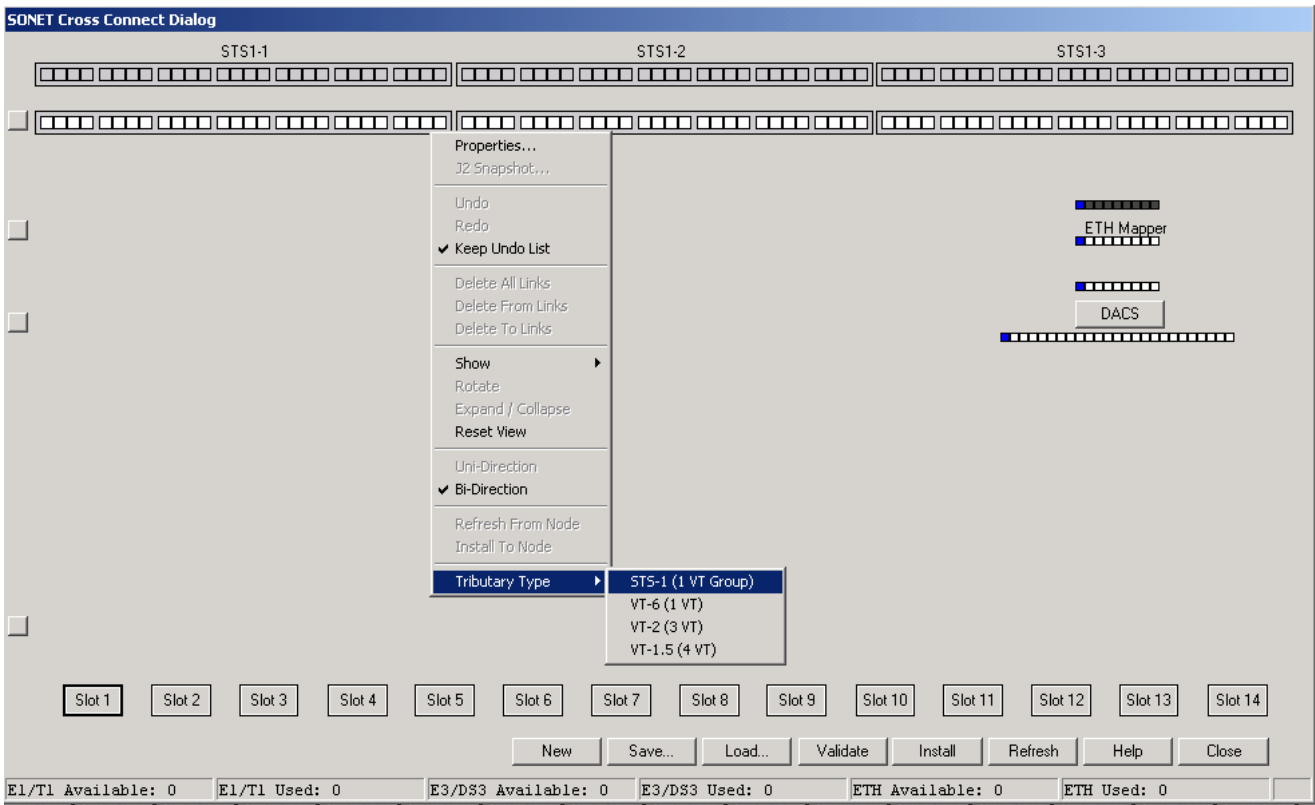 SONET Cross Connect Dialog
STS1-1 STS1-2 STS1-3
Properties...
J2 Snapshot...
Undo
Redo
Keep Undo List
Delete All Links
Delete From Links
Delete To Links
Show
Rotate
Expand / Collapse
Reset View
Uni-Direction
Bi-Direction
Refresh From Node
Install To Node
Tributary Type
STS-1 (1 VT Group)
VT-6 (1 VT)
VT-2 (3 VT)
VT-1.5 (4 VT)
ETH Mapper
DACS
Slot 1 Slot 2 Slot 3 Slot 4 Slot 5 Slot 6 Slot 7 Slot 8 Slot 9 Slot 10 Slot 11 Slot 12 Slot 13 Slot 14
New Save... Load... Validate Install Refresh Help Close
E1/T1 Available: 0 E1/T1 Used: 0 E3/DS3 Available: 0 E3/DS3 Used: 0 ETH Available: 0 ETH Used: 0